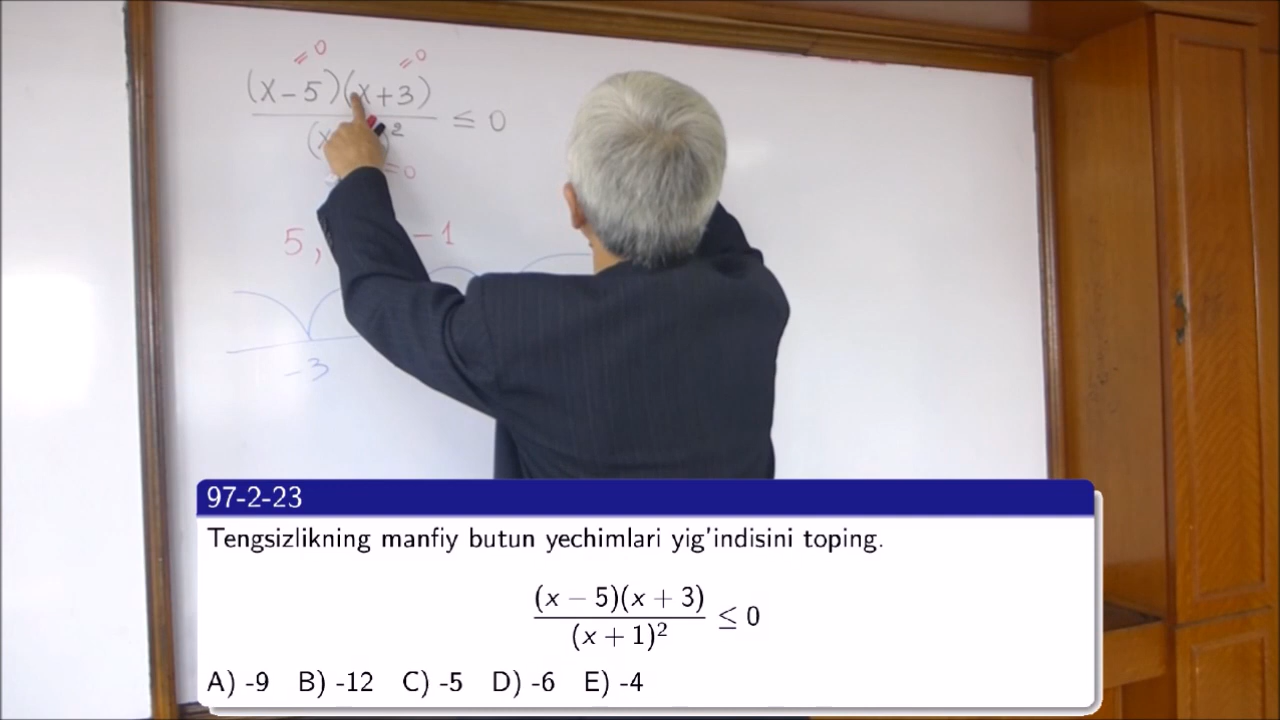 = 0 = 0
(x – 5)(x + 3)
(x )² ≤ 0
= 0
5, – 1
– 3
97-2-23
Tengsizlikning manfiy butun yechimlari yig'indisini toping.
(x − 5)(x + 3)
(x + 1)² ≤ 0
A) -9 B) -12 C) -5 D) -6 E) -4